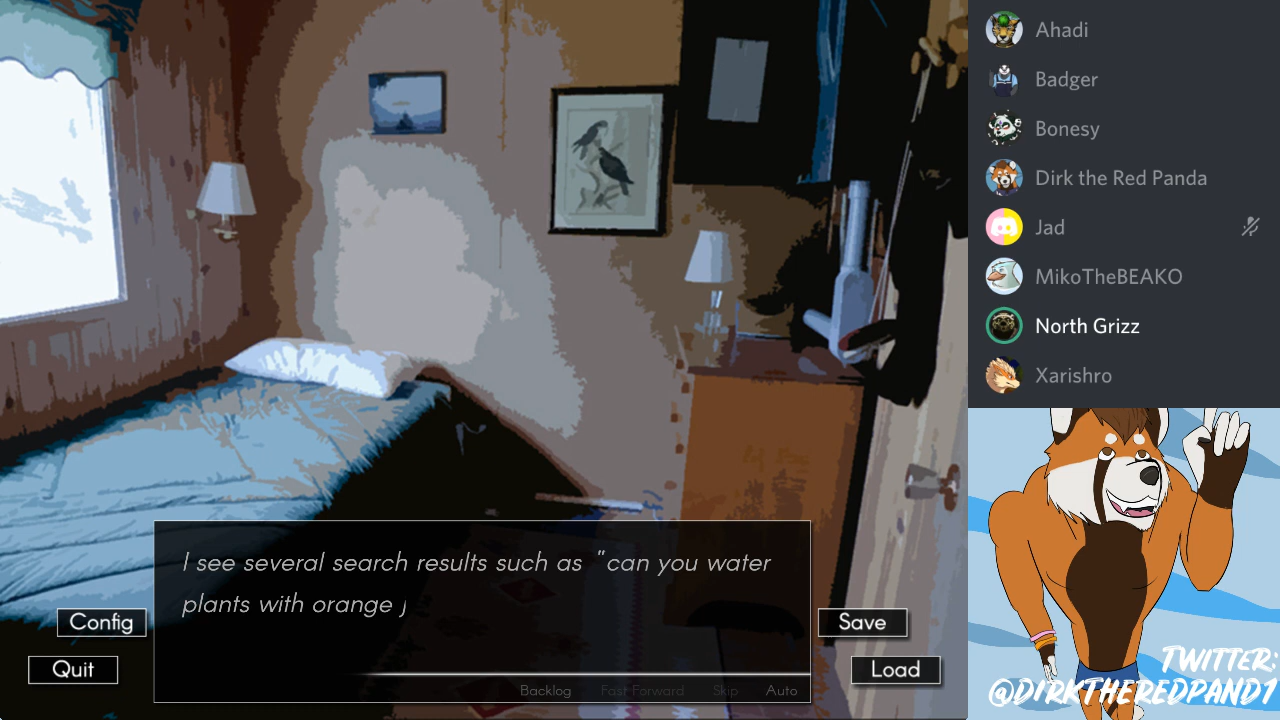 I see several search results such as "can you water
plants with orange j
Config
Quit
Save
Load
Backlog
Fast Forward
Skip
Auto
Ahadi
Badger
Bonesy
Dirk the Red Panda
Jad
MikoTheBEAKO
North Grizz
Xarishro
TWITTER:
@DIRKTHEREDPAND1